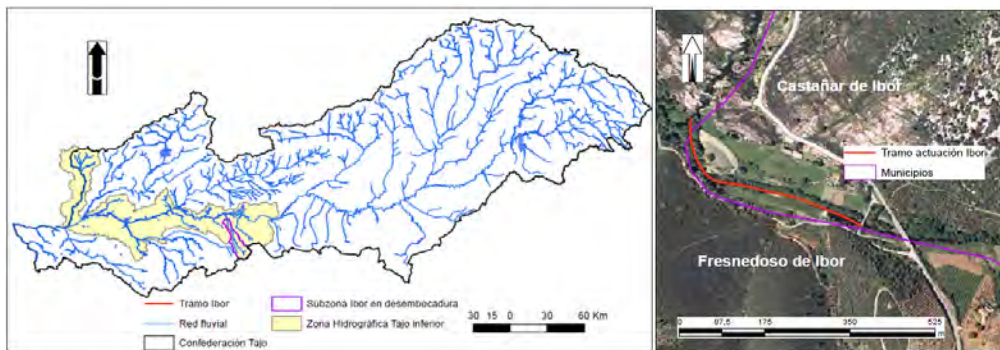 Tramo Ibor
Red fluvial
Confederación Tajo
Subzona Ibor en desembocadura
Zona Hidrográfica Tajo inferior
30 15 0 30 60 Km
Castañar de Ibor
Tramo actuación Ibor
Municipios
Fresnedoso de Ibor
0 87,5 175 350 525
m